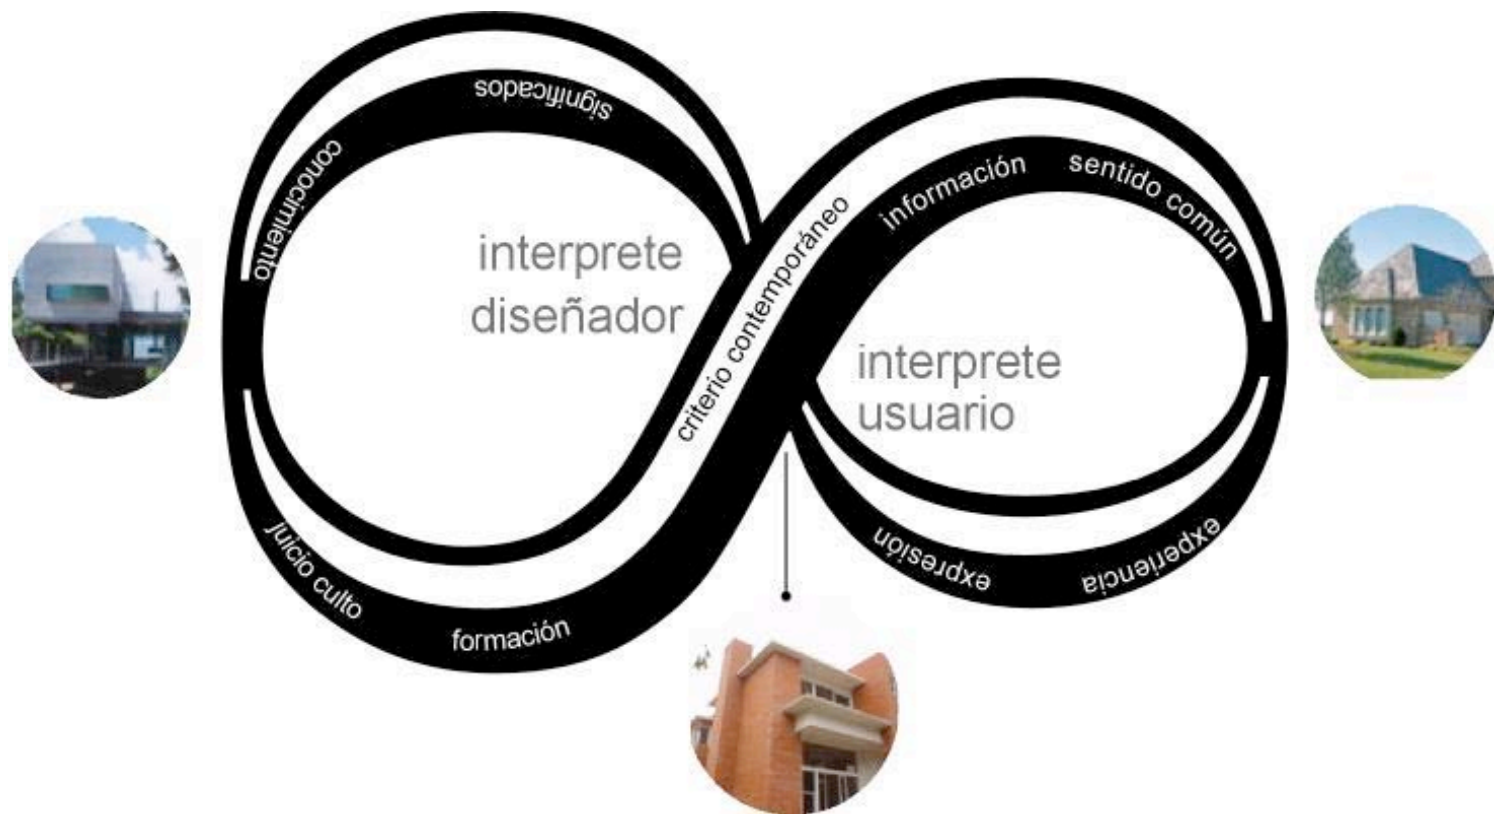 significados
conocimiento
interprete
diseñador
juicio culto
formación
criterio contemporáneo
información
sentido común
interprete
usuario
expresión
experiencia